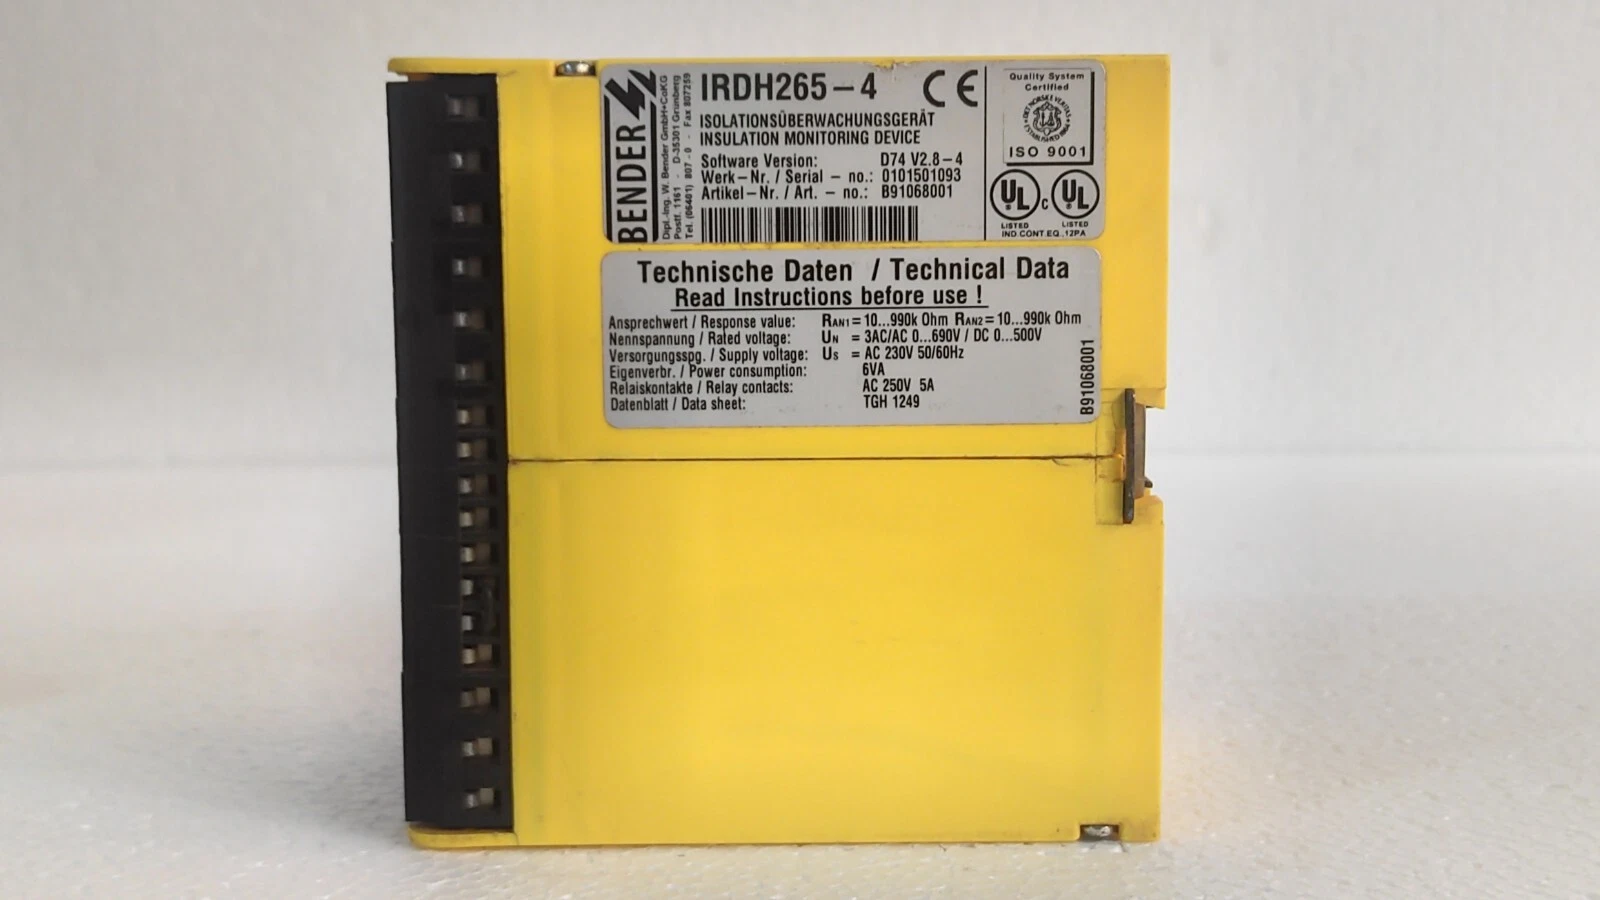 BENDER
Dipl.-Ing. W. Bender GmbH+CoKG
Postf. 1161 - D-35301 Grünberg
Tel. (06401) 807-0 - Fax 807259
IRDH265-4 CE
ISOLATIONSÜBERWACHUNGSGERÄT
INSULATION MONITORING DEVICE
Software Version: D74 V2.8-4
Werk-Nr. / Serial - no.: 0101501093
Artikel-Nr. / Art. - no.: B91068001
Quality System
Certified
DET NORSKE VERITAS
ISO 9001
UL c UL
LISTED LISTED
IND.CONT.EQ.,12PA
Technische Daten / Technical Data
Read Instructions before use !
Ansprechwert / Response value: RAN1= 10...990k Ohm RAN2= 10...990k Ohm
Nennspannung / Rated voltage: UN = 3AC/AC 0...690V / DC 0...500V
Versorgungsspg. / Supply voltage: US = AC 230V 50/60Hz
Eigenverbr. / Power consumption: 6VA
Relaiskontakte / Relay contacts: AC 250V 5A
Datenblatt / Data sheet: TGH 1249
B91068001